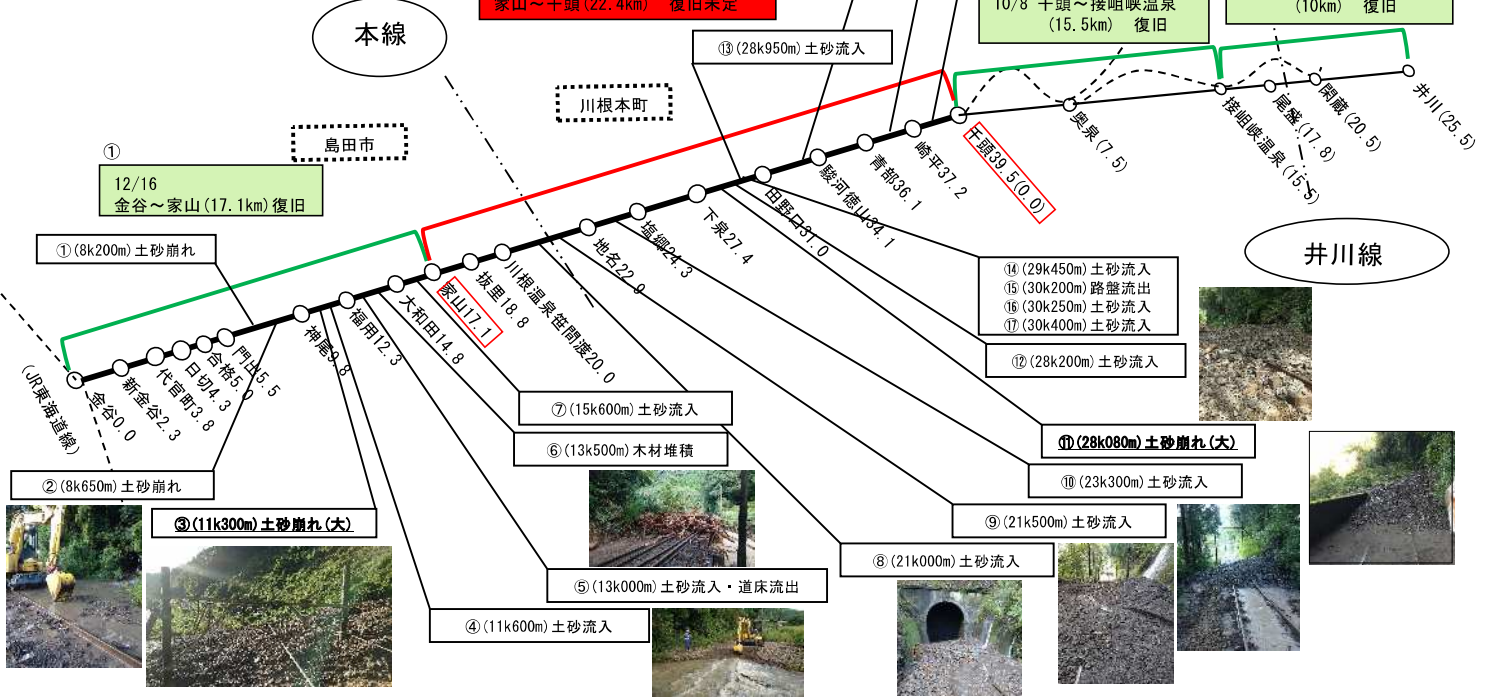 本線
家山～千頭(22.4km) 復旧未定
10/8 千頭～接岨峡温泉
(15.5km) 復旧
(10km) 復旧
⑬(28k950m)土砂流入
川根本町
島田市
①
12/16
金谷～家山(17.1km)復旧
①(8k200m)土砂崩れ
(JR東海道線)
金谷0.0
新金谷2.3
代官町3.8
日切4.3
合格5.0
門出5.5
神尾9.8
福用12.3
大和田14.8
家山17.1
抜里18.8
川根温泉笹間渡20.0
地名22.9
塩郷24.3
下泉27.4
田野口31.0
駿河徳山34.1
青部36.1
崎平37.2
千頭39.5(0.0)
奥泉(7.5)
接岨峡温泉(15.5)
尾盛(17.8)
閑蔵(20.5)
井川(25.5)
井川線
⑭(29k450m)土砂流入
⑮(30k200m)路盤流出
⑯(30k250m)土砂流入
⑰(30k400m)土砂流入
⑫(28k200m)土砂流入
⑦(15k600m)土砂流入
⑥(13k500m)木材堆積
⑪(28k080m)土砂崩れ(大)
⑩(23k300m)土砂流入
②(8k650m)土砂崩れ
③(11k300m)土砂崩れ(大)
⑨(21k500m)土砂流入
⑧(21k000m)土砂流入
⑤(13k000m)土砂流入・道床流出
④(11k600m)土砂流入